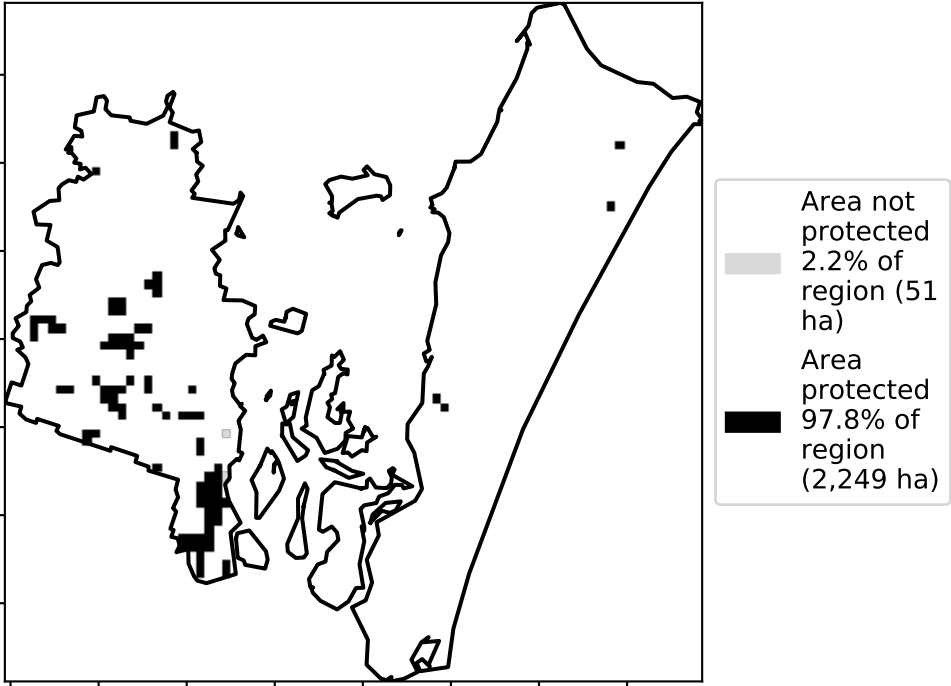 Area not
protected
2.2% of
region (51
ha)
Area
protected
97.8% of
region
(2,249 ha)